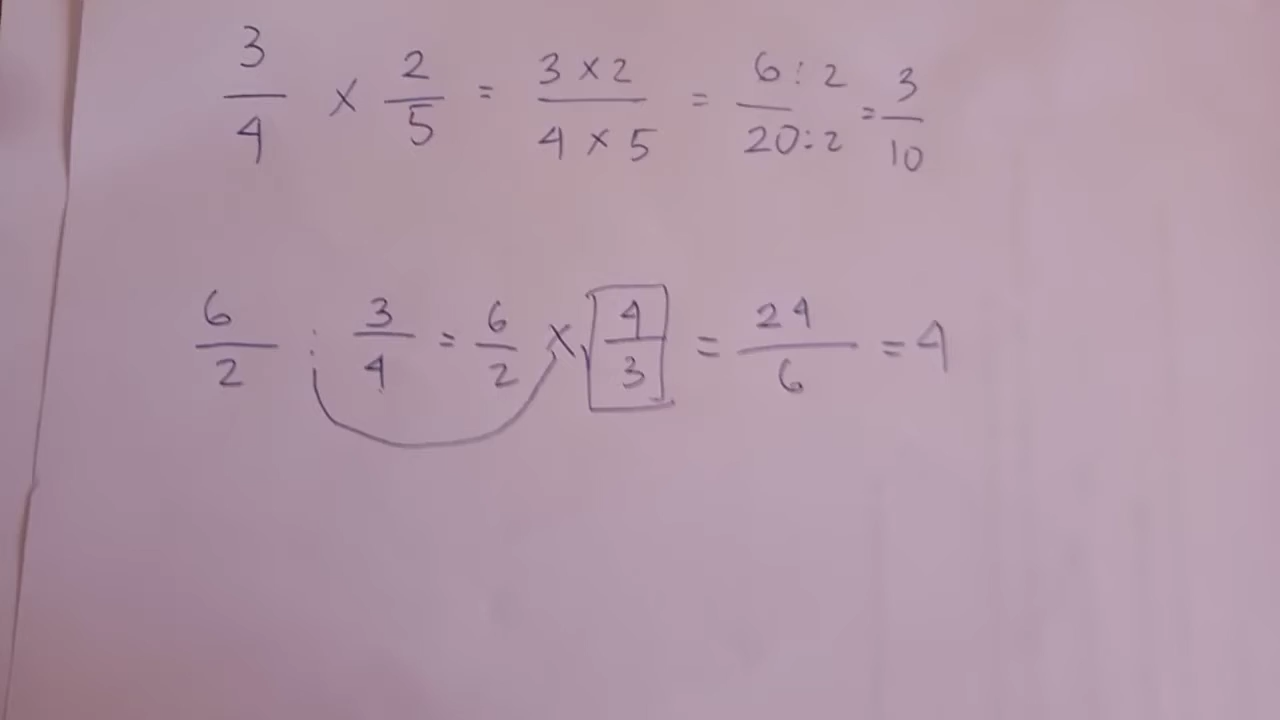 3/4 × 2/5 = 3 × 2/4 × 5 = 6 : 2/20 : 2 = 3/10
6/2 : 3/4 = 6/2 × 4/3 = 24/6 = 4